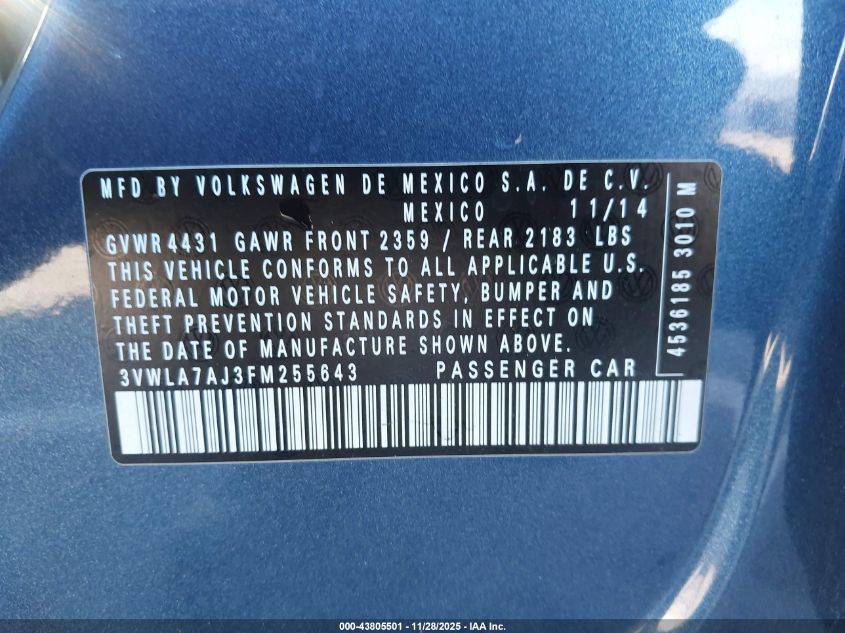 MFD BY VOLKSWAGEN DE MEXICO S.A. DE C.V.
MEXICO 11/14
GVWR 4431 GAWR FRONT 2359 / REAR 2183 LBS
THIS VEHICLE CONFORMS TO ALL APPLICABLE U.S.
FEDERAL MOTOR VEHICLE SAFETY, BUMPER AND
THEFT PREVENTION STANDARDS IN EFFECT ON
THE DATE OF MANUFACTURE SHOWN ABOVE.
3VWLA7AJ3FM255643 PASSENGER CAR
4536185 3010 M
000-43805501 - 11/28/2025 - IAA Inc.